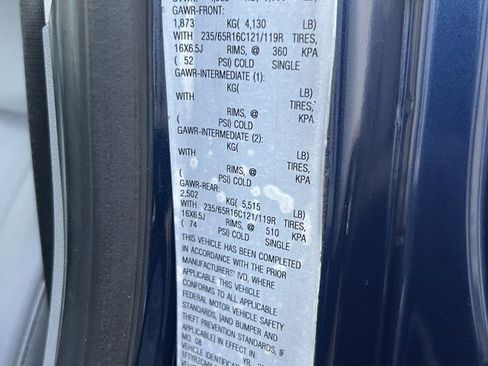 GAWR-FRONT:
1,873 KG( 4,130 LB)
WITH 235/65R16C121/119R TIRES,
16X6.5J RIMS, @ 360 KPA
( 52 PSI) COLD SINGLE
GAWR-INTERMEDIATE (1):
KG( LB)
WITH TIRES,
RIMS, @ KPA
( PSI) COLD
GAWR-INTERMEDIATE (2):
KG( LB)
WITH TIRES,
RIMS, @ KPA
( PSI) COLD
GAWR-REAR:
2,502 KG( 5,515 LB)
WITH 235/65R16C121/119R TIRES,
16X6.5J RIMS, @ 510 KPA
( 74 PSI) COLD SINGLE
THIS VEHICLE HAS BEEN COMPLETED
IN ACCORDANCE WITH THE PRIOR
MANUFACTURERS' IVD, WHERE
APPLICABLE. THIS VEHICLE
CONFORMS TO ALL APPLICABLE
FEDERAL MOTOR VEHICLE SAFETY
STANDARDS, [AND BUMPER AND
THEFT PREVENTION STANDARDS, IF
APPLICABLE] IN EFFECT IN:
MO. 08 YR.
VEHICLE IDENTIFICATION